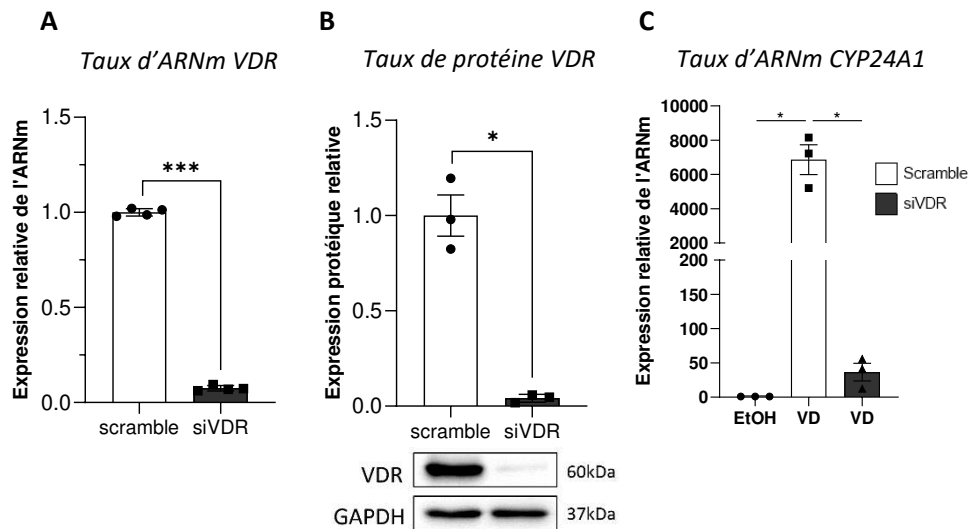 A
Taux d'ARNm VDR
Expression relative de l'ARNm
1.5
1.0
0.5
0.0
***
scramble siVDR
B
Taux de protéine VDR
Expression protéique relative
1.5
1.0
0.5
0.0
*
scramble siVDR
VDR 60kDa
GAPDH 37kDa
C
Taux d'ARNm CYP24A1
Expression relative de l'ARNm
10000
8000
6000
4000
2000
200
150
100
50
0
* *
EtOH VD VD
Scramble
siVDR